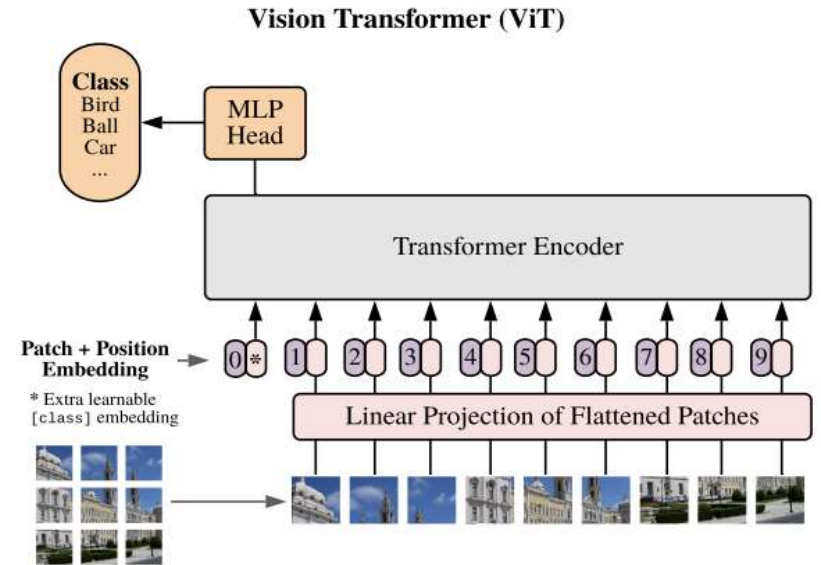 Vision Transformer (ViT)
Class
Bird
Ball
Car
...
MLP
Head
Transformer Encoder
Patch + Position
Embedding
0 * 1 2 3 4 5 6 7 8 9
* Extra learnable
[class] embedding
Linear Projection of Flattened Patches